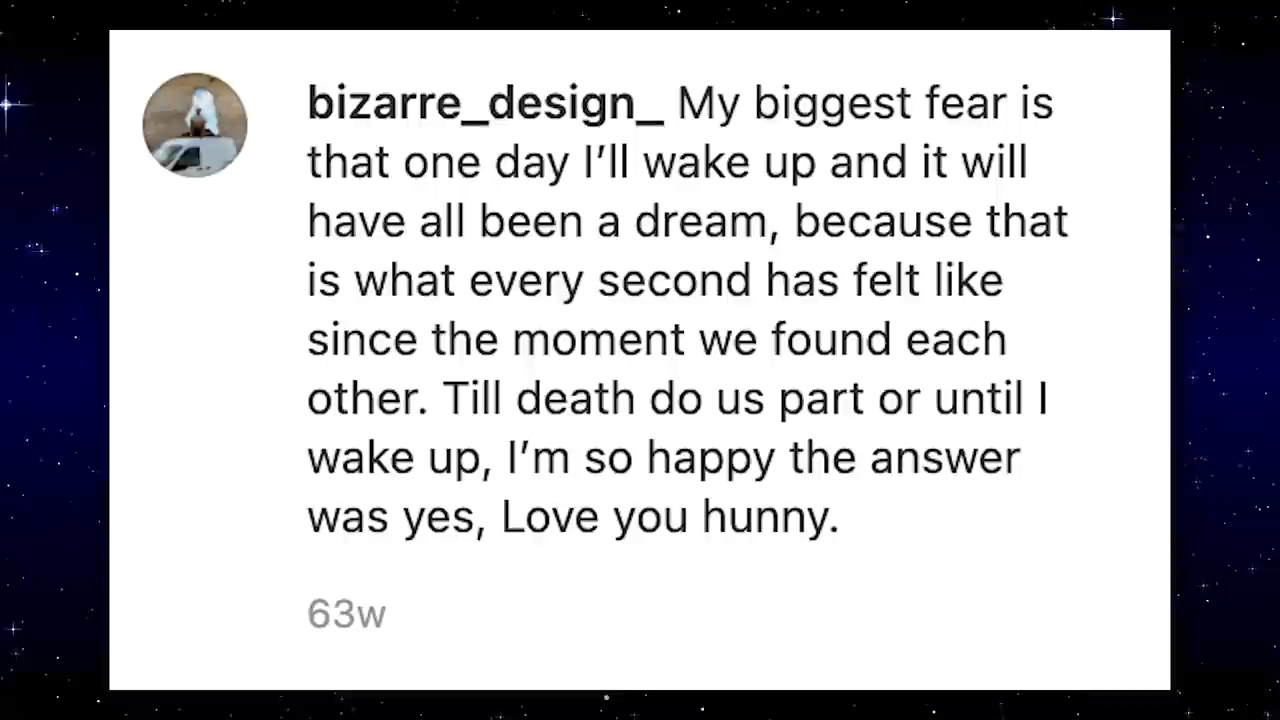 bizarre_design_ My biggest fear is
that one day I’ll wake up and it will
have all been a dream, because that
is what every second has felt like
since the moment we found each
other. Till death do us part or until I
wake up, I’m so happy the answer
was yes, Love you hunny.
63w